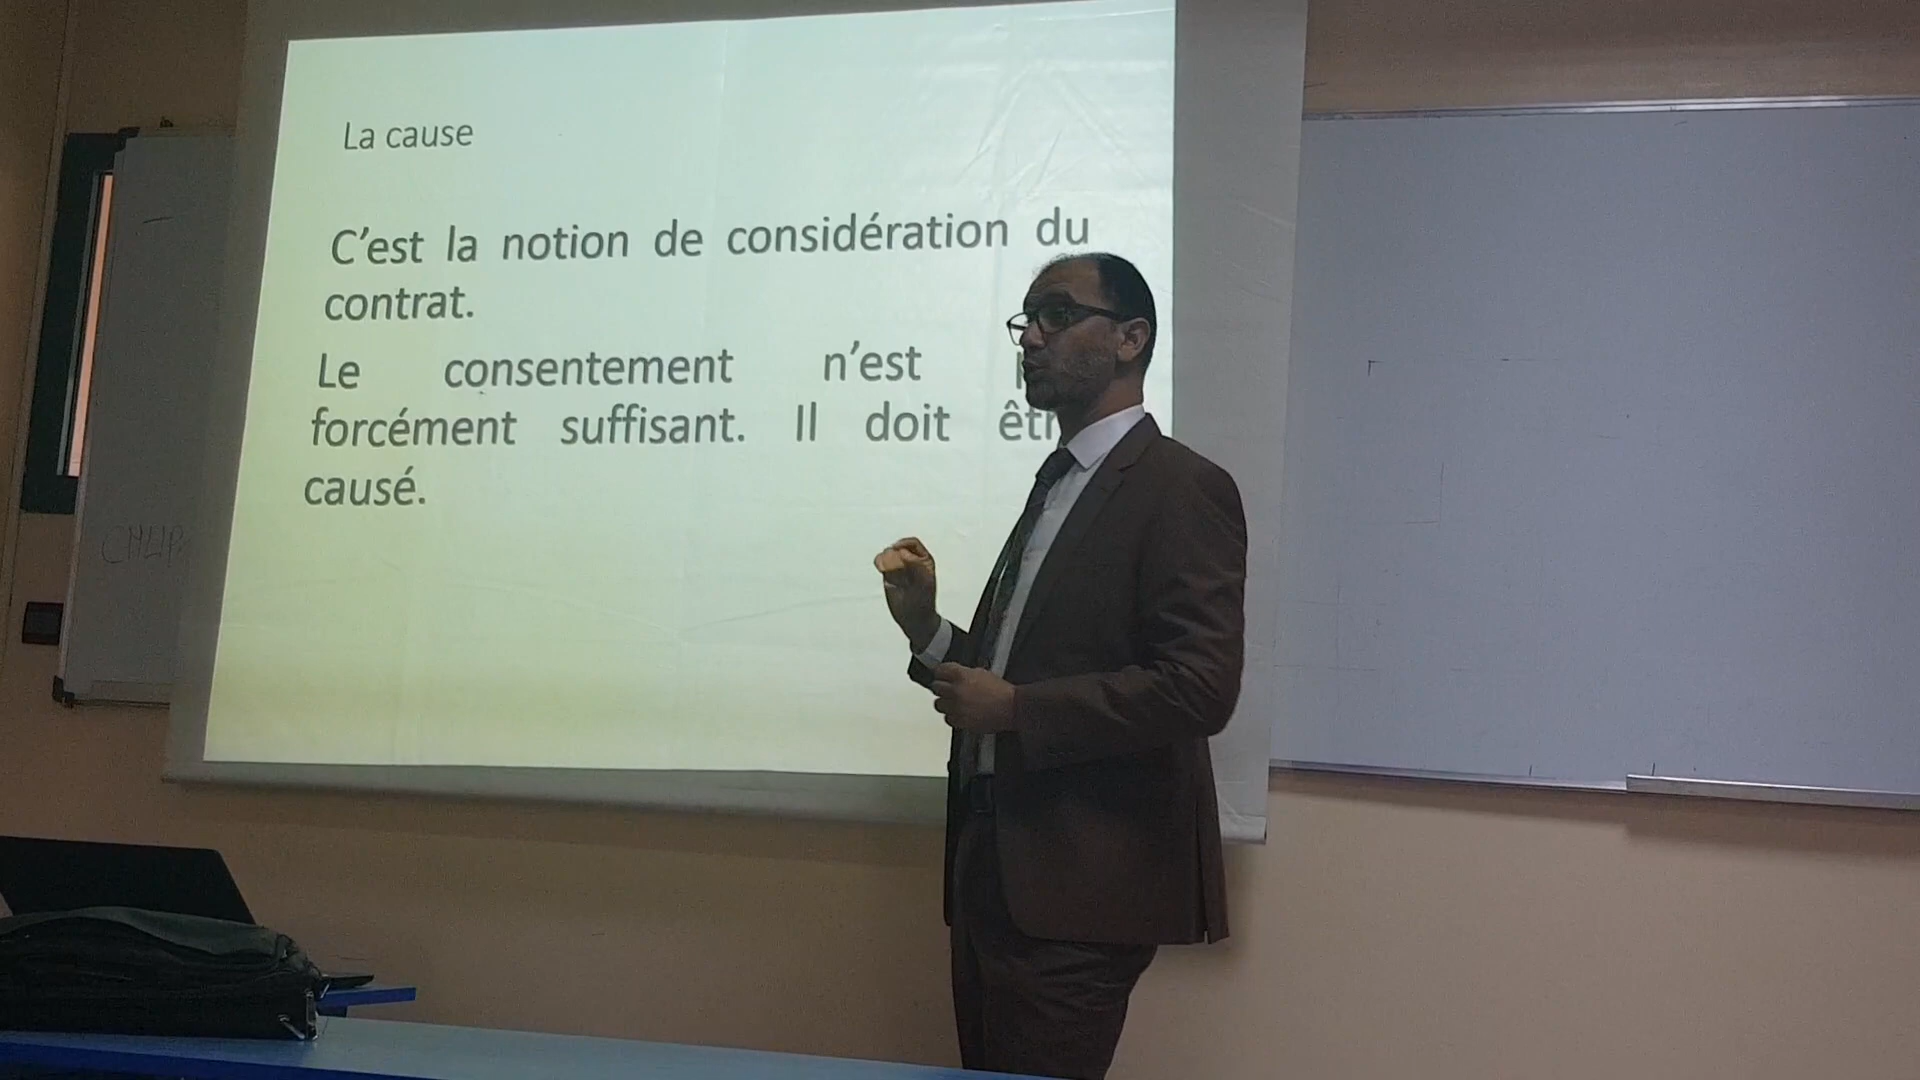 La cause
C'est la notion de considération du
contrat.
Le consentement n'est
forcément suffisant. Il doit
causé.